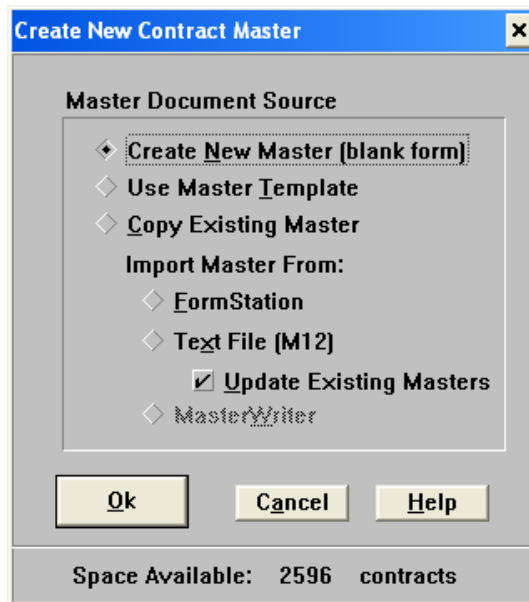 Create New Contract Master
Master Document Source
Create New Master (blank form)
Use Master Template
Copy Existing Master
Import Master From:
FormStation
Text File (M12)
Update Existing Masters
MasterWriter
Ok Cancel Help
Space Available: 2596 contracts